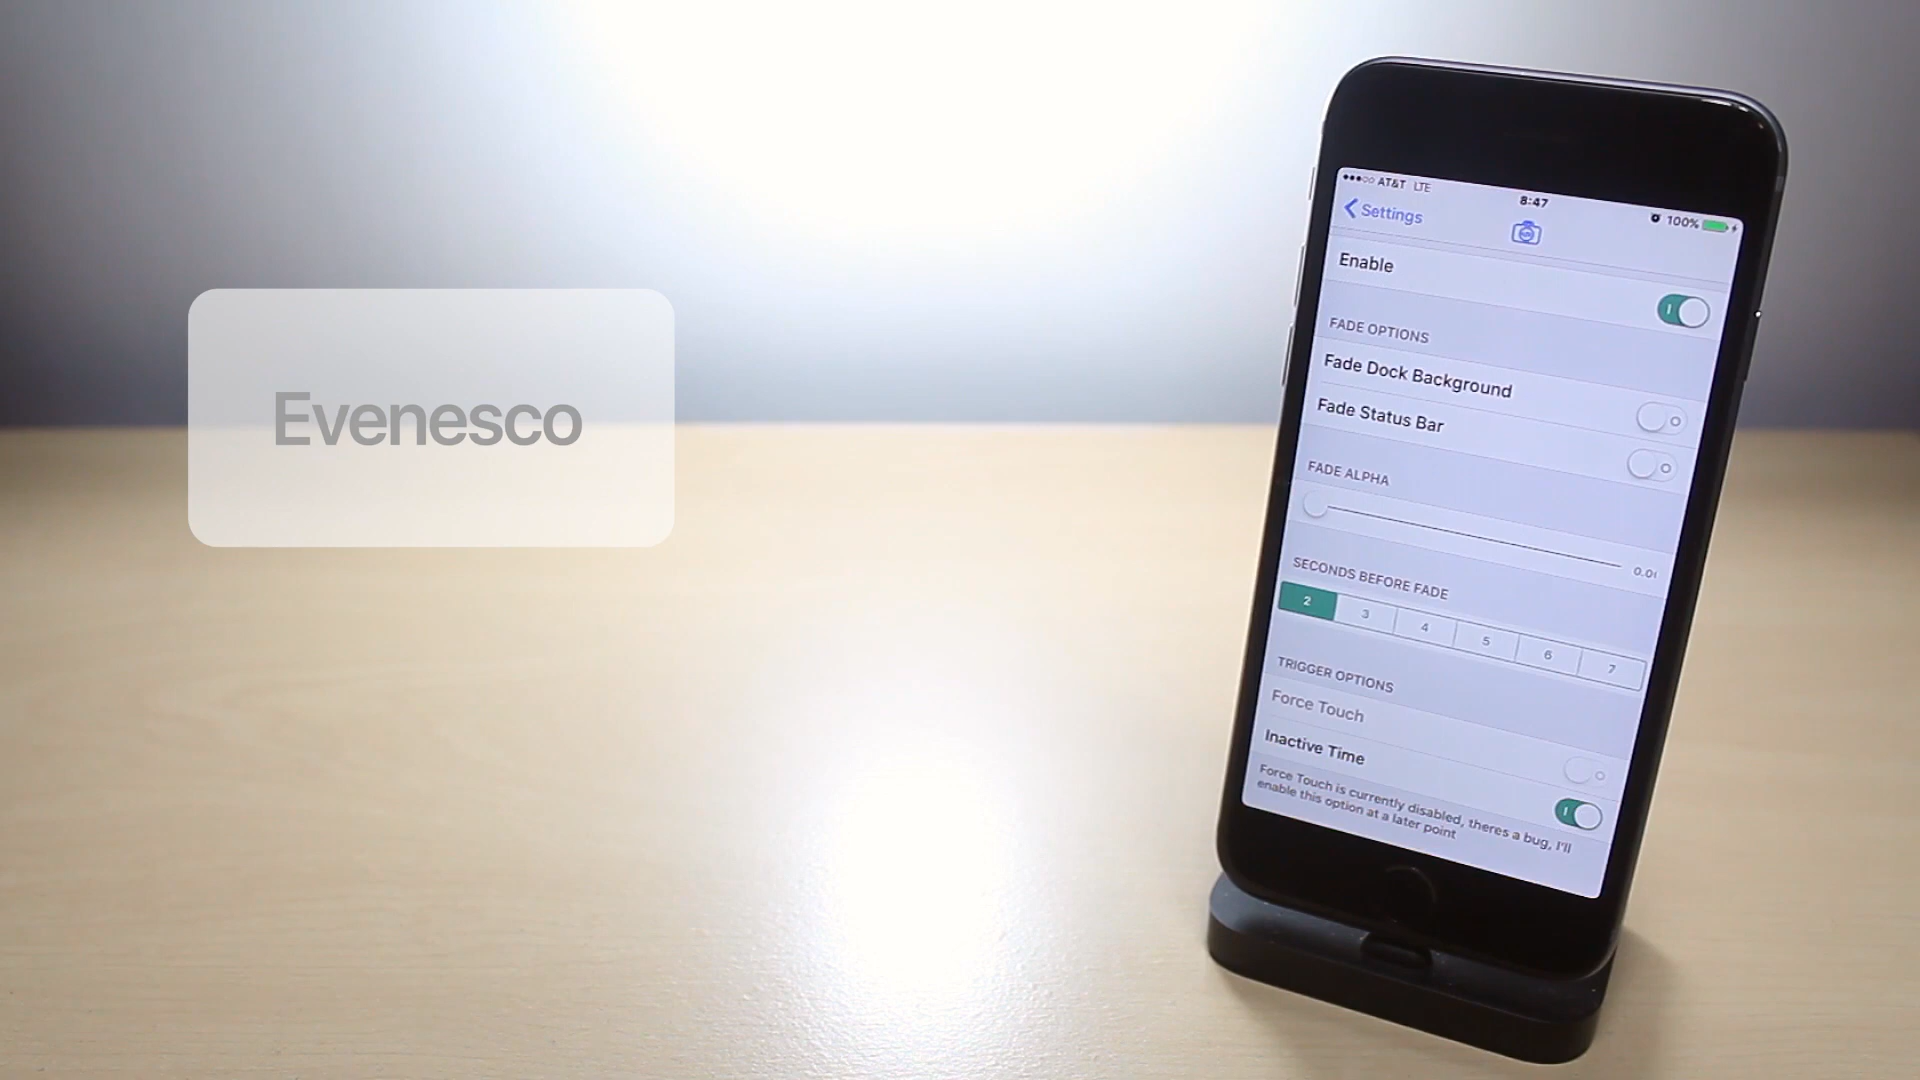 Evenesco
AT&T LTE
8:47
100%
Settings
Enable
FADE OPTIONS
Fade Dock Background
Fade Status Bar
FADE ALPHA
0.01
SECONDS BEFORE FADE
2 3 4 5 6 7
TRIGGER OPTIONS
Force Touch
Inactive Time
Force Touch is currently disabled, theres a bug, I'll
enable this option at a later point